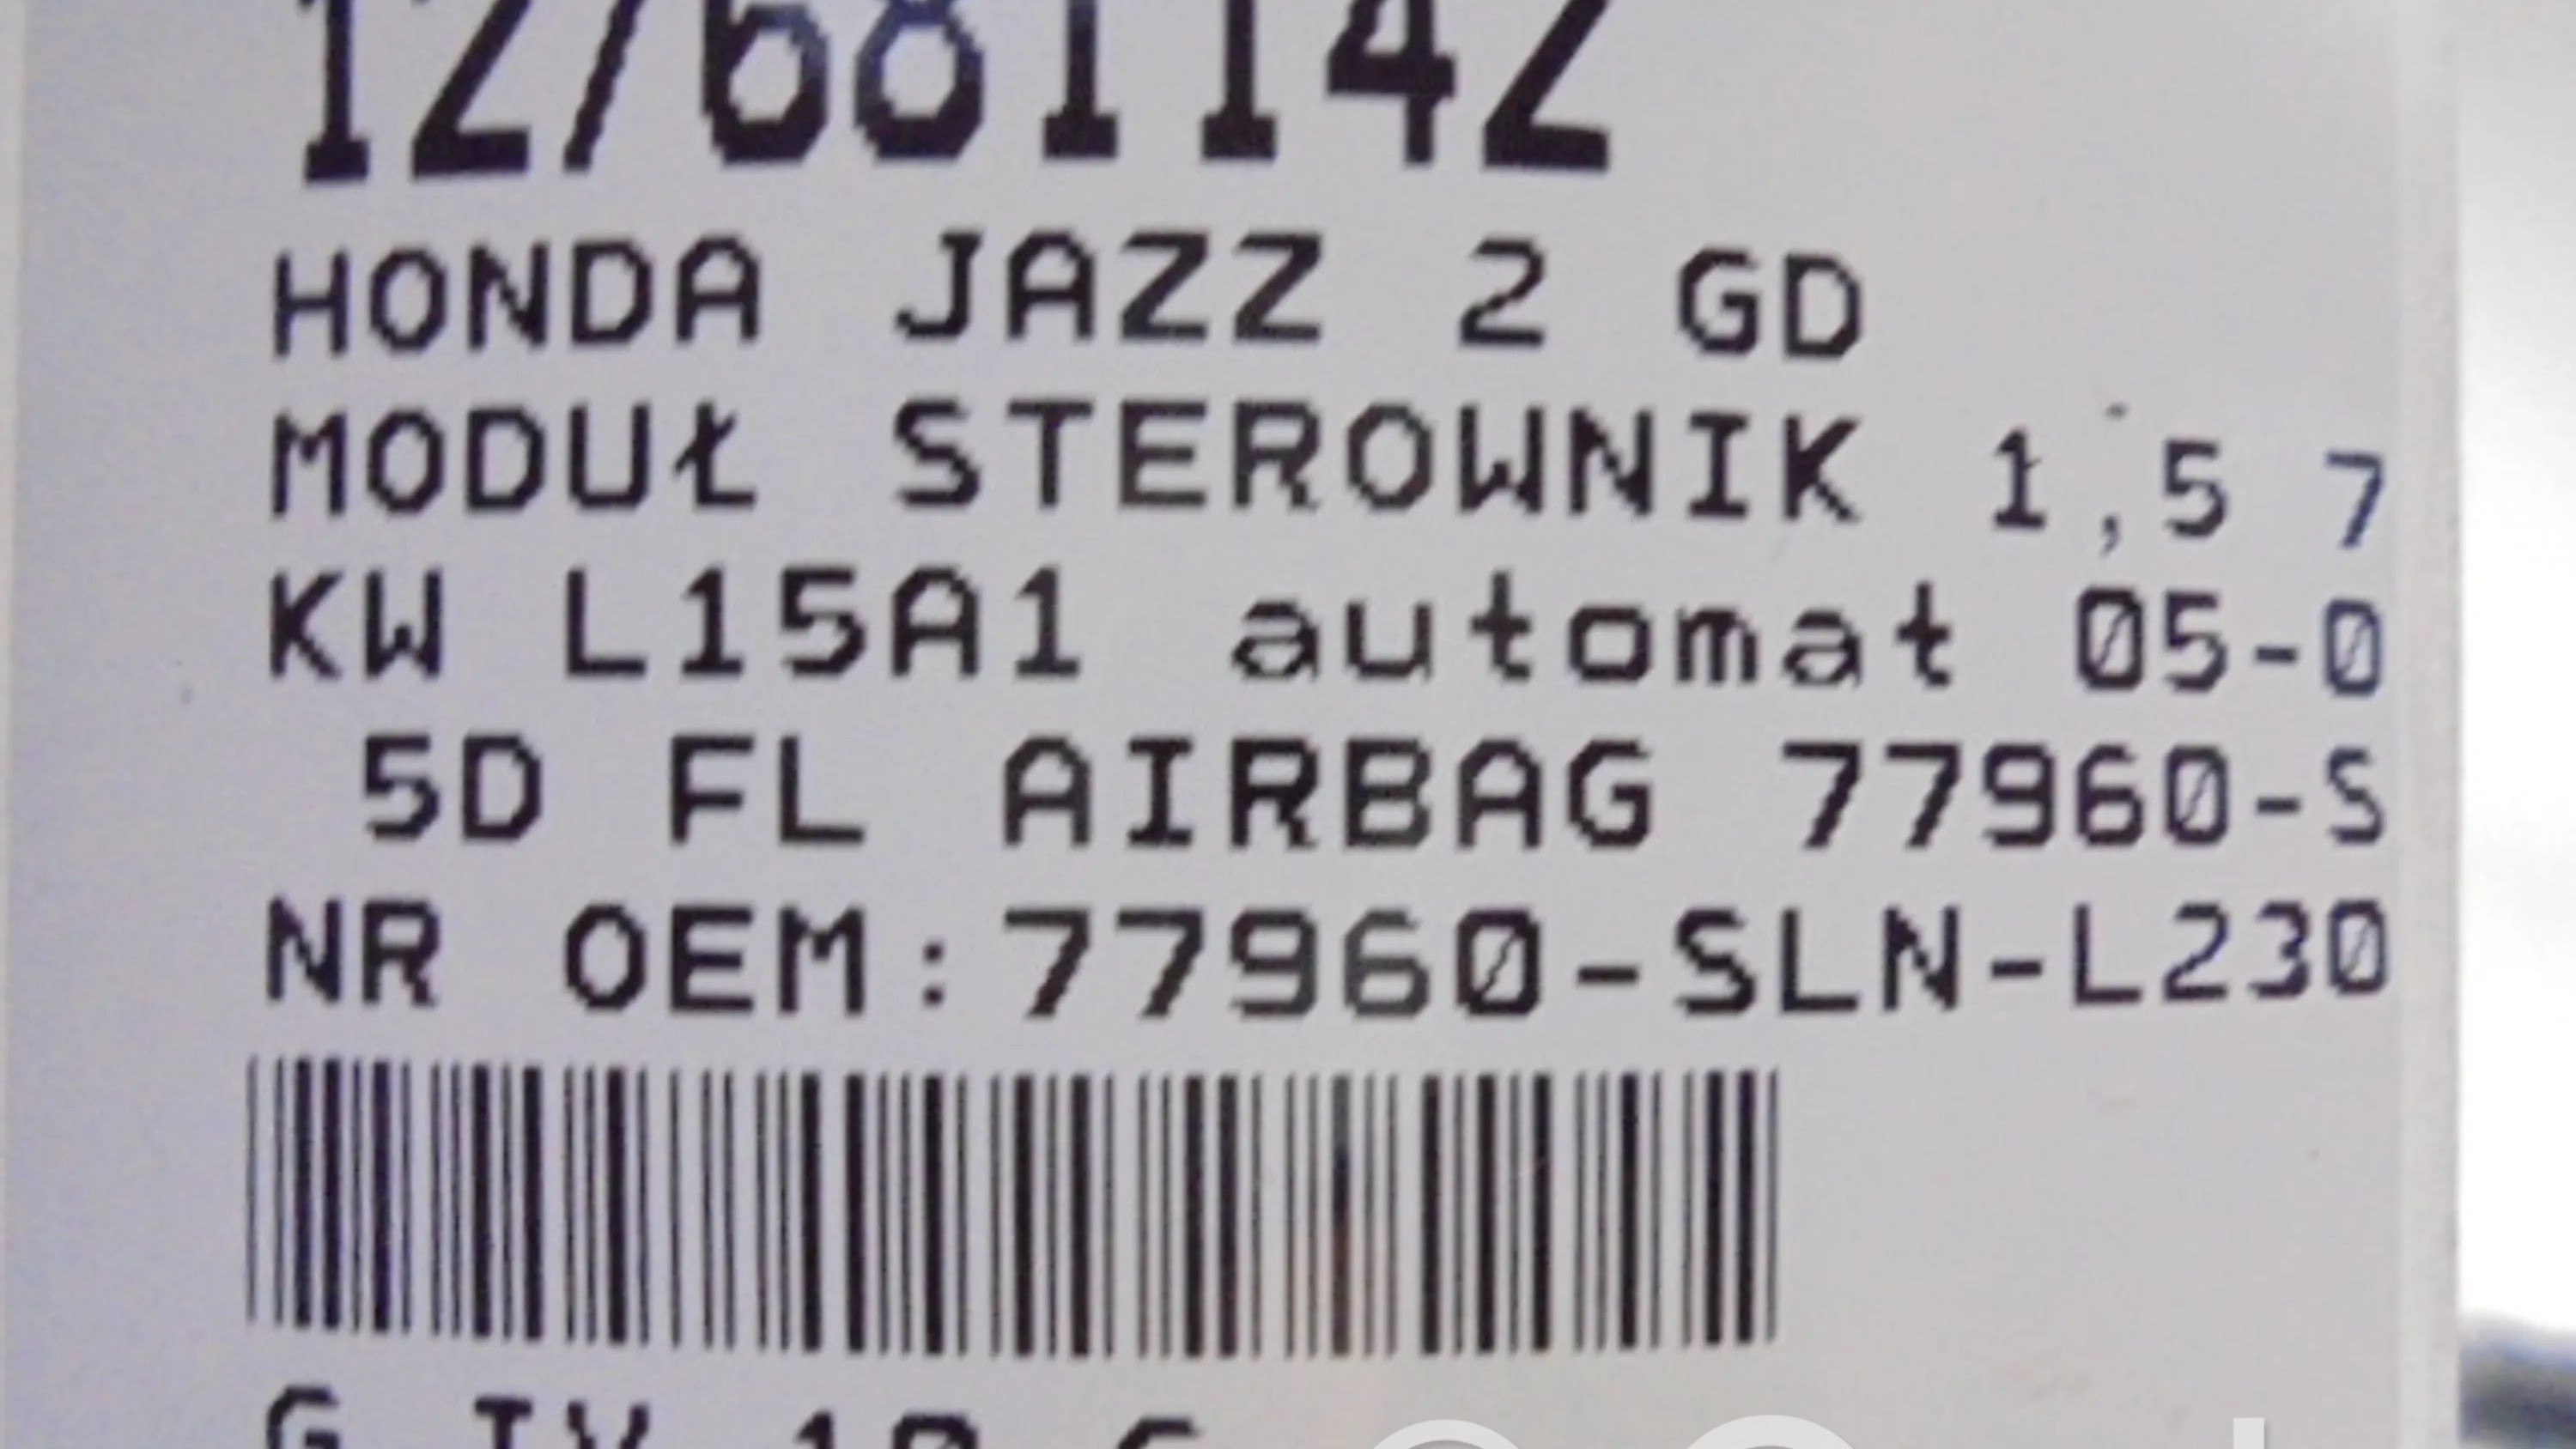 HONDA JAZZ 2 GD
MODUŁ STEROWNIK 1,5 7
KW L15A1 automat 05-0
5D FL AIRBAG 77960-S
NR OEM:77960-SLN-L230